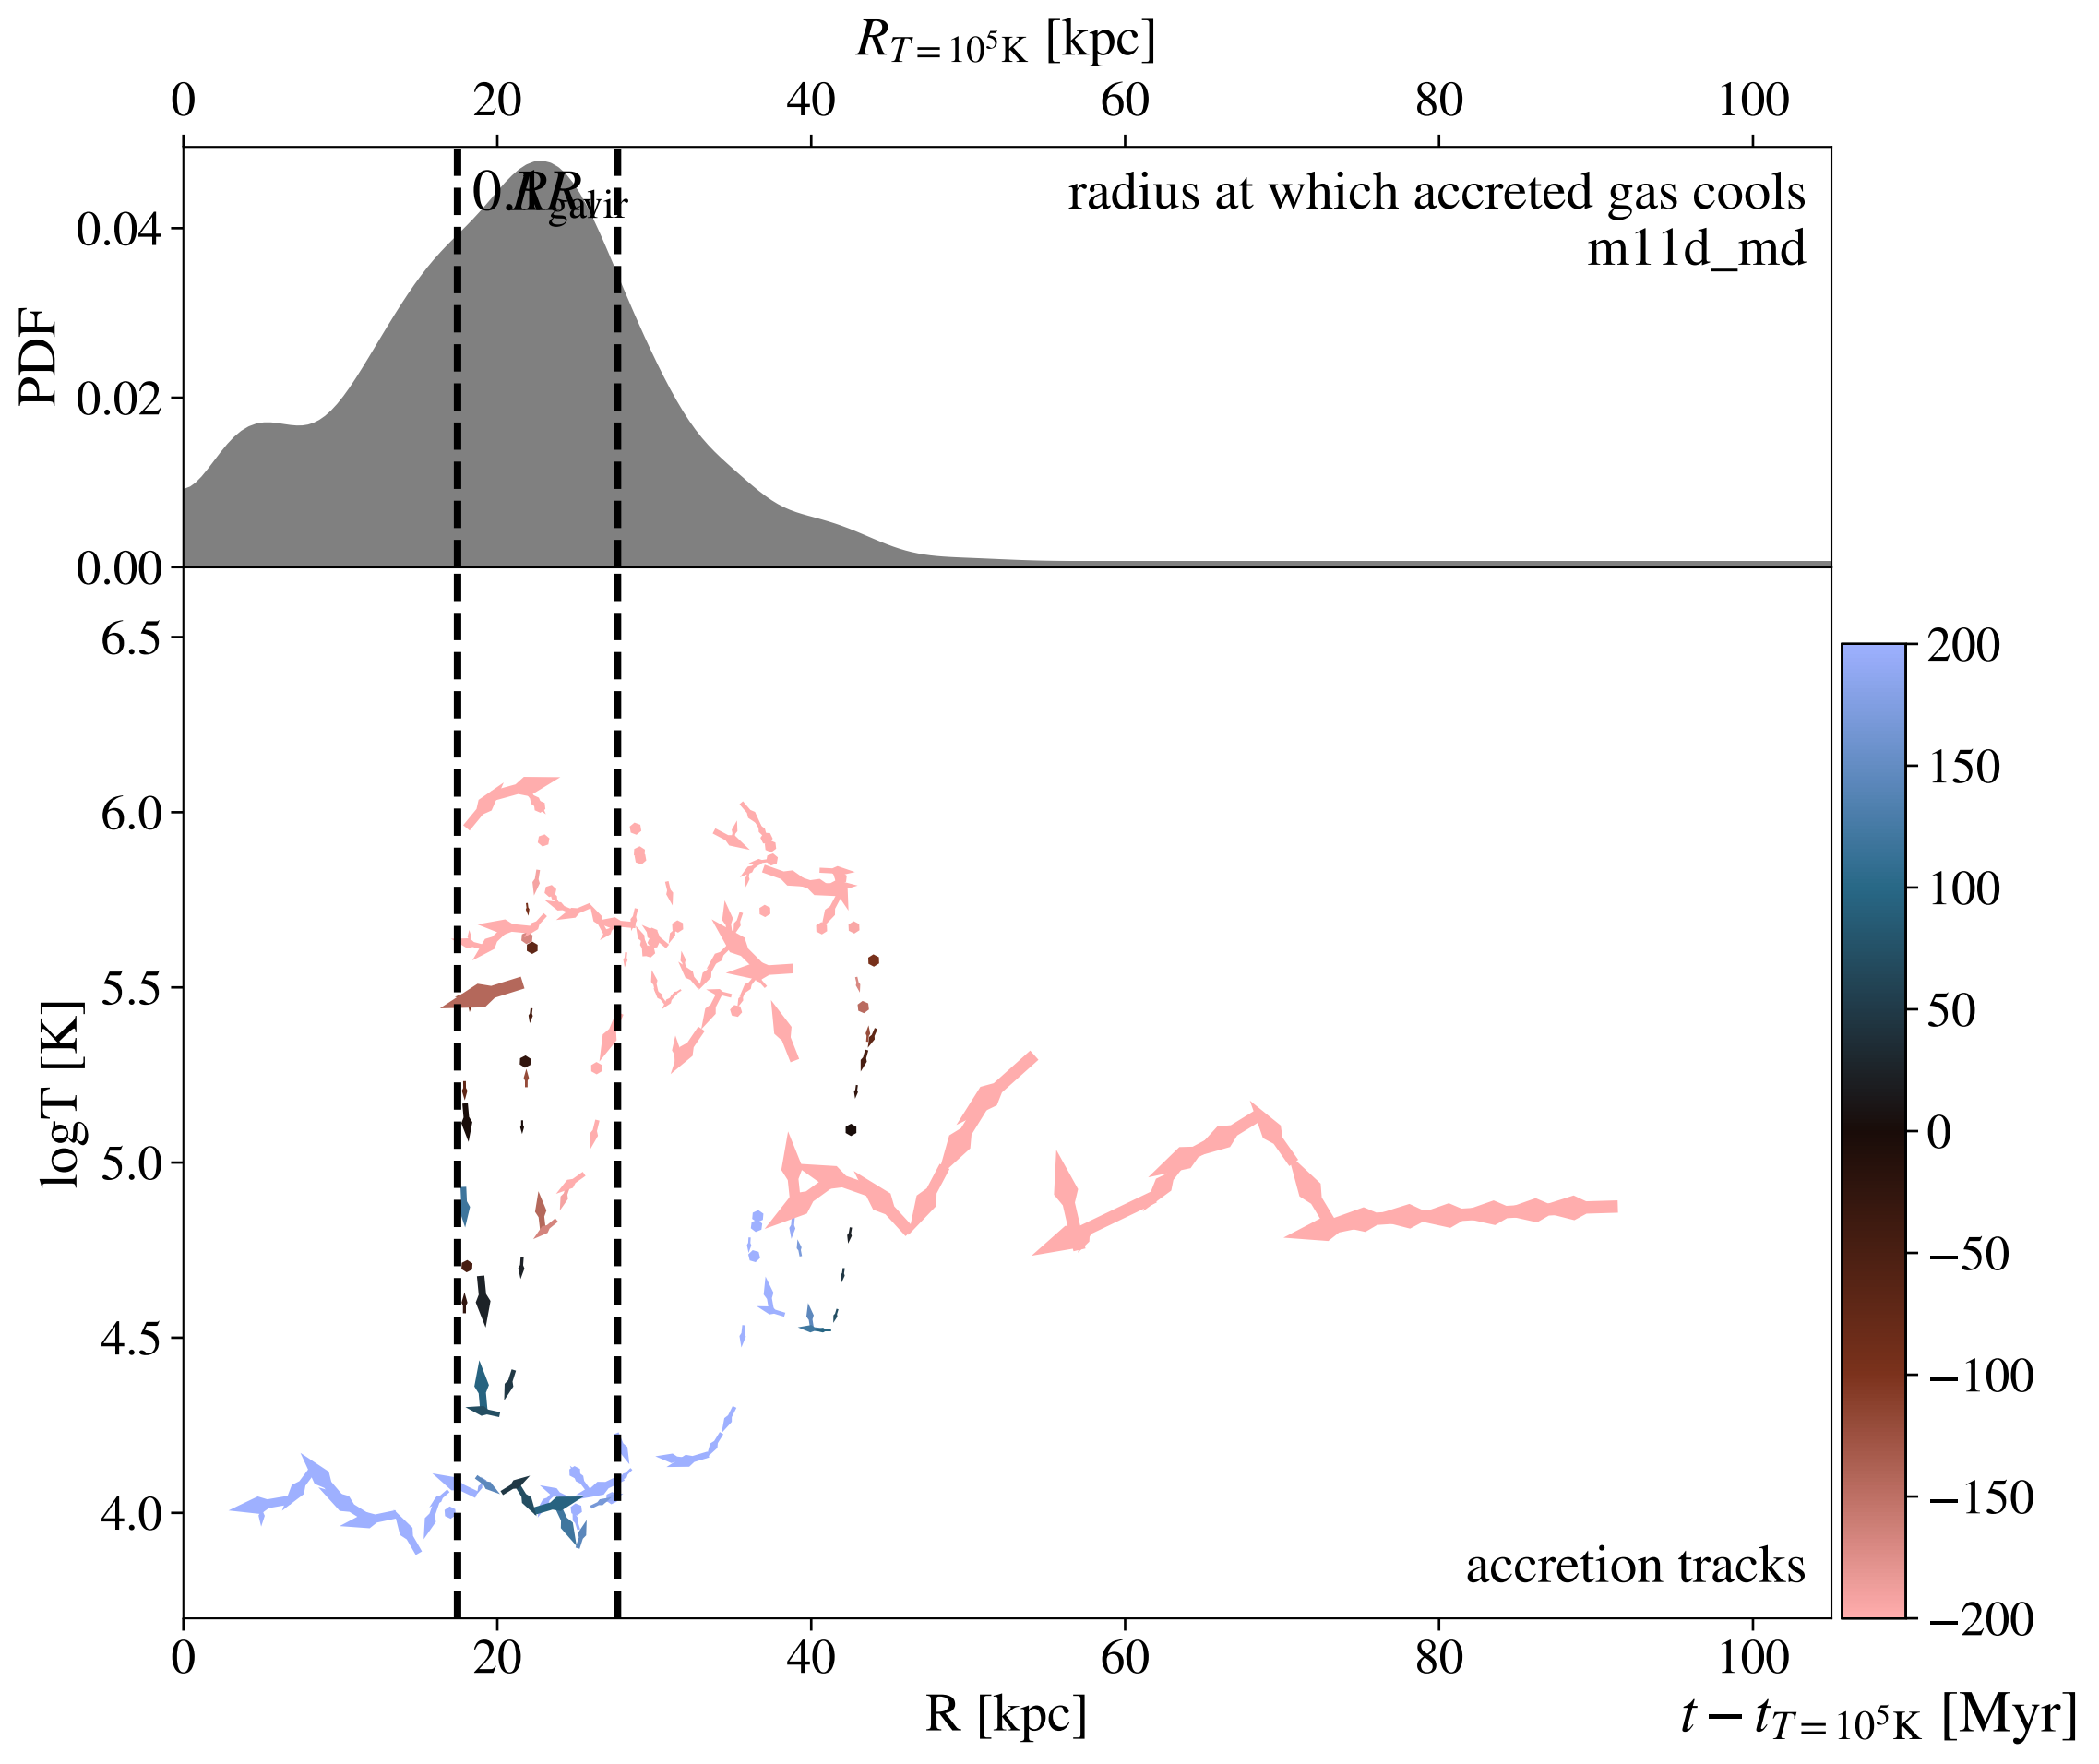 R_{T=10^5K} [kpc]
0 20 40 60 80 100
radius at which accreted gas cools
m11d_md
PDF
0.04
0.02
0.00
logT [K]
6.5
6.0
5.5
5.0
4.5
4.0
accretion tracks
0 20 40 60 80 100
R [kpc]
200
150
100
50
0
−50
−100
−150
−200
t − t_{T=10^5K} [Myr]